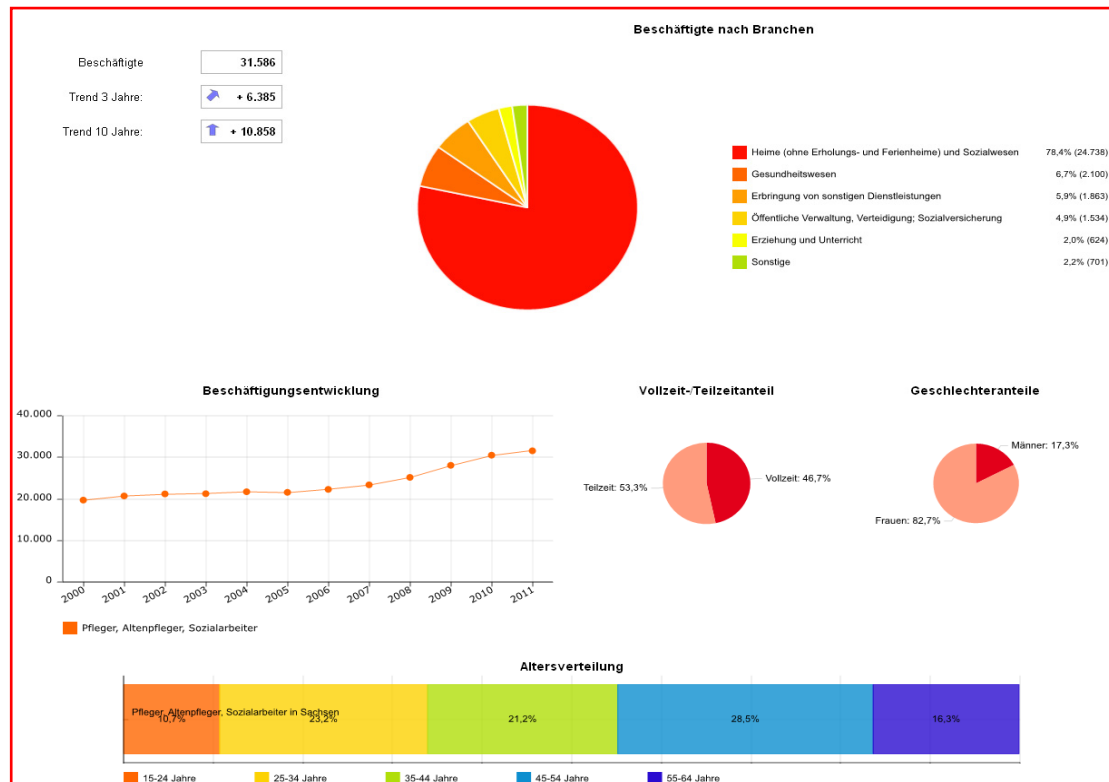 Beschäftigte nach Branchen
Beschäftigte 31.586
Trend 3 Jahre: + 6.385
Trend 10 Jahre: + 10.858
Heime (ohne Erholungs- und Ferienheime) und Sozialwesen 78,4% (24.738)
Gesundheitswesen 6,7% (2.100)
Erbringung von sonstigen Dienstleistungen 5,9% (1.863)
Öffentliche Verwaltung, Verteidigung; Sozialversicherung 4,9% (1.534)
Erziehung und Unterricht 2,0% (624)
Sonstige 2,2% (701)
Beschäftigungsentwicklung
40.000
30.000
20.000
10.000
0
2000 2001 2002 2003 2004 2005 2006 2007 2008 2009 2010 2011
Pfleger, Altenpfleger, Sozialarbeiter
Vollzeit-/Teilzeitanteil
Teilzeit: 53,3%
Vollzeit: 46,7%
Geschlechteranteile
Männer: 17,3%
Frauen: 82,7%
Altersverteilung
Pfleger, Altenpfleger, Sozialarbeiter in Sachsen
10,7% 23,2% 21,2% 28,5% 16,3%
15-24 Jahre 25-34 Jahre 35-44 Jahre 45-54 Jahre 55-64 Jahre